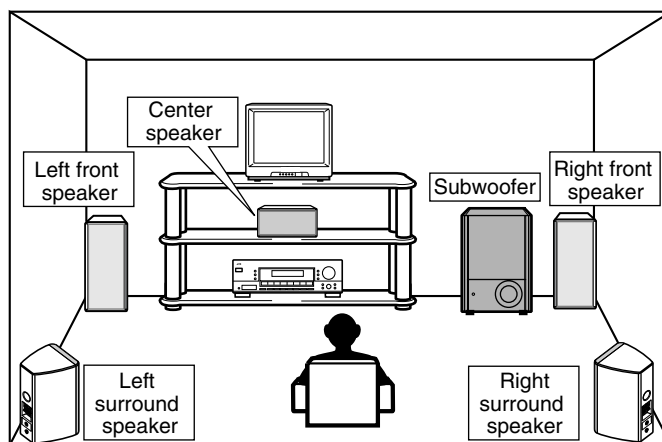 Center
speaker
Left front
speaker
Subwoofer
Right front
speaker
Left
surround
speaker
Right
surround
speaker